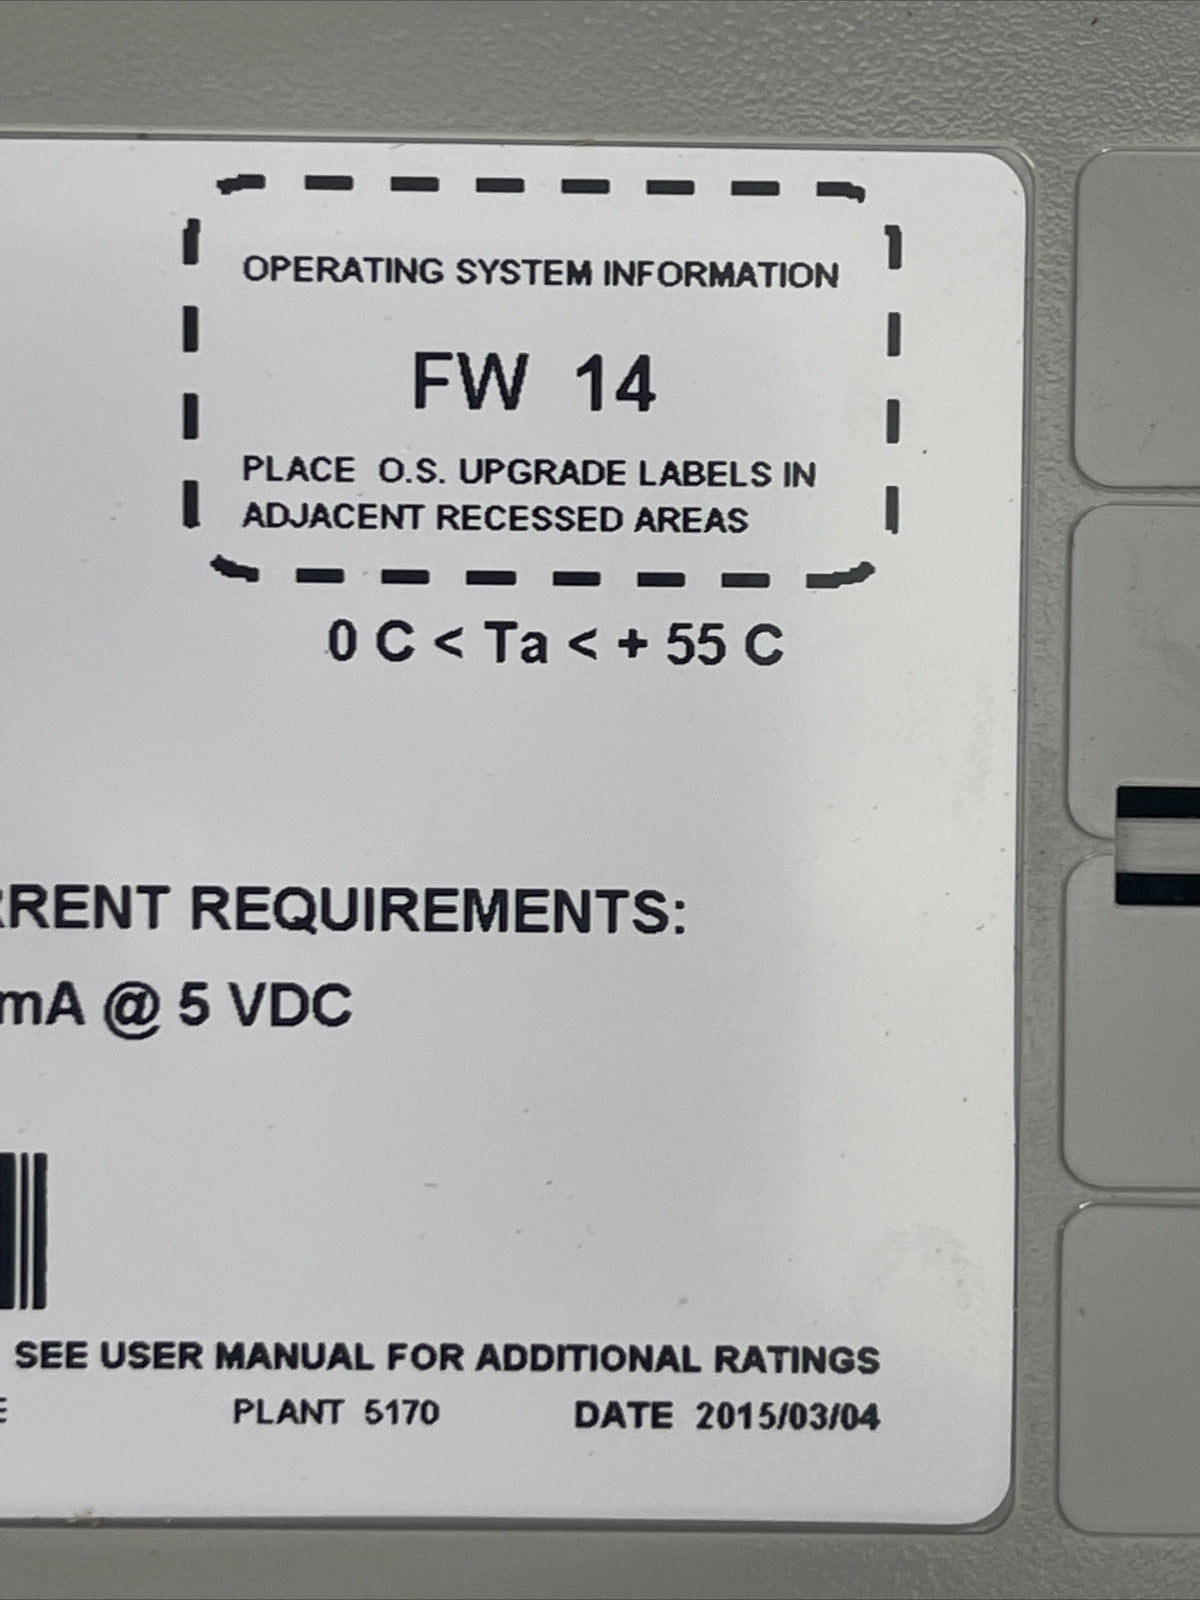 OPERATING SYSTEM INFORMATION
FW 14
PLACE O.S. UPGRADE LABELS IN
ADJACENT RECESSED AREAS
0 C < Ta < + 55 C
RRENT REQUIREMENTS:
mA @ 5 VDC
SEE USER MANUAL FOR ADDITIONAL RATINGS
E PLANT 5170 DATE 2015/03/04